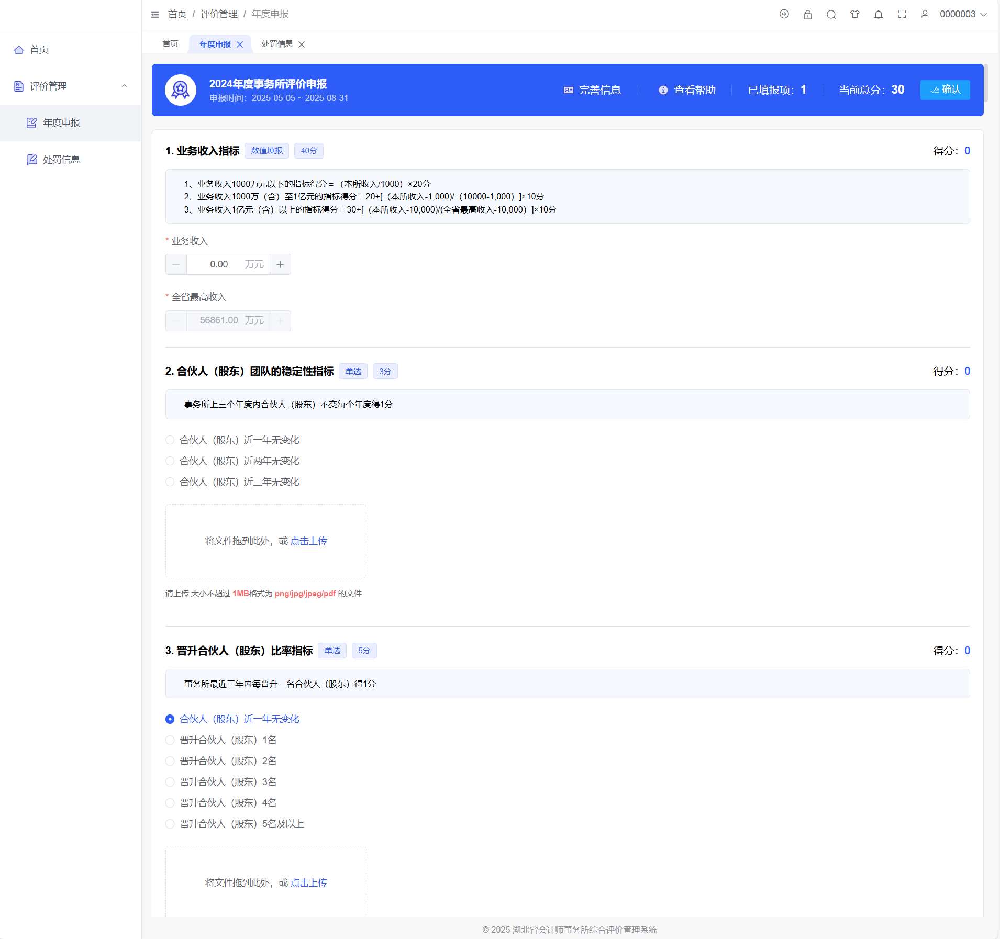 首页 / 评价管理 / 年度申报
0000003
首页
年度申报
处罚信息
首页
评价管理
年度申报
处罚信息
2024年度事务所评价申报
申报时间：2025-05-05 ~ 2025-08-31
完善信息
查看帮助
已填报项：1
当前总分：30
确认
1. 业务收入指标 数值填报 40分
得分：0
1、业务收入1000万元以下的指标得分＝（本所收入/1000）×20分
2、业务收入1000万（含）至1亿元的指标得分＝20+[（本所收入-1,000)/（10000-1,000）]×10分
3、业务收入1亿元（含）以上的指标得分＝30+[（本所收入-10,000)/(全省最高收入-10,000）]×10分
* 业务收入
0.00 万元
* 全省最高收入
56861.00 万元
2. 合伙人（股东）团队的稳定性指标 单选 3分
得分：0
事务所上三个年度内合伙人（股东）不变每个年度得1分
合伙人（股东）近一年无变化
合伙人（股东）近两年无变化
合伙人（股东）近三年无变化
将文件拖到此处，或 点击上传
请上传 大小不超过 1MB格式为 png/jpg/jpeg/pdf 的文件
3. 晋升合伙人（股东）比率指标 单选 5分
得分：0
事务所最近三年内每晋升一名合伙人（股东）得1分
合伙人（股东）近一年无变化
晋升合伙人（股东）1名
晋升合伙人（股东）2名
晋升合伙人（股东）3名
晋升合伙人（股东）4名
晋升合伙人（股东）5名及以上
将文件拖到此处，或 点击上传
© 2025 湖北省会计师事务所综合评价管理系统